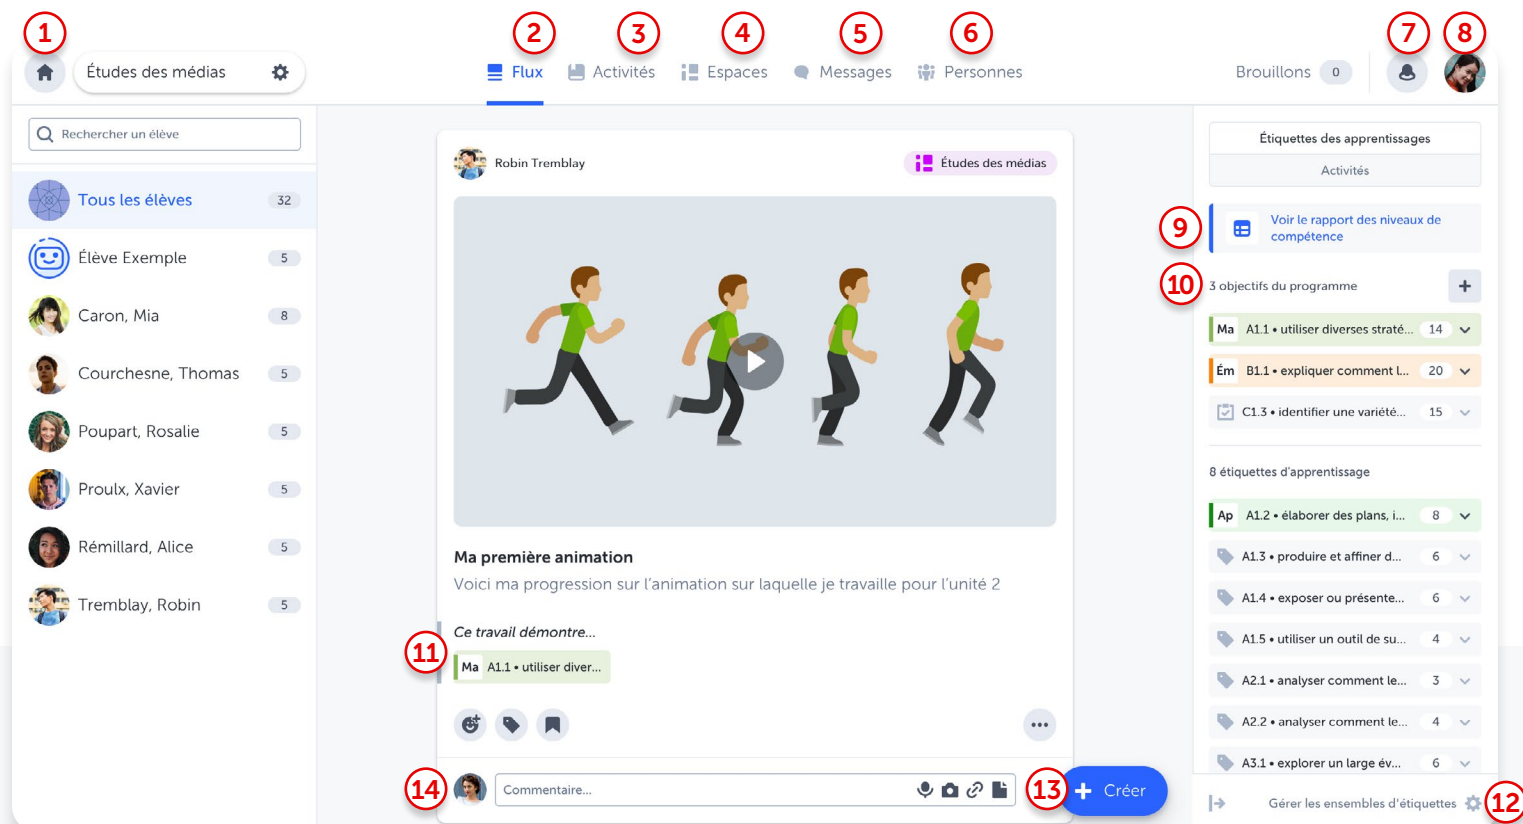 1
2
3
4
5
6
7
8
Études des médias
Flux
Activités
Espaces
Messages
Personnes
Brouillons 0
Rechercher un élève
Tous les élèves 32
Élève Exemple 5
Caron, Mia 8
Courchesne, Thomas 5
Poupart, Rosalie 5
Proulx, Xavier 5
Rémillard, Alice 5
Tremblay, Robin 5
Robin Tremblay
Études des médias
Ma première animation
Voici ma progression sur l'animation sur laquelle je travaille pour l'unité 2
Ce travail démontre...
11
Ma A1.1 • utiliser diver...
14
Commentaire...
13
+ Créer
Étiquettes des apprentissages
Activités
9
Voir le rapport des niveaux de
compétence
10
3 objectifs du programme +
Ma A1.1 • utiliser diverses straté... 14
Ém B1.1 • expliquer comment l... 20
C1.3 • identifier une variété... 15
8 étiquettes d'apprentissage
Ap A1.2 • élaborer des plans, i... 8
A1.3 • produire et affiner d... 6
A1.4 • exposer ou présente... 6
A1.5 • utiliser un outil de su... 4
A2.1 • analyser comment le... 3
A2.2 • analyser comment le... 4
A3.1 • explorer un large év... 6
Gérer les ensembles d'étiquettes
12